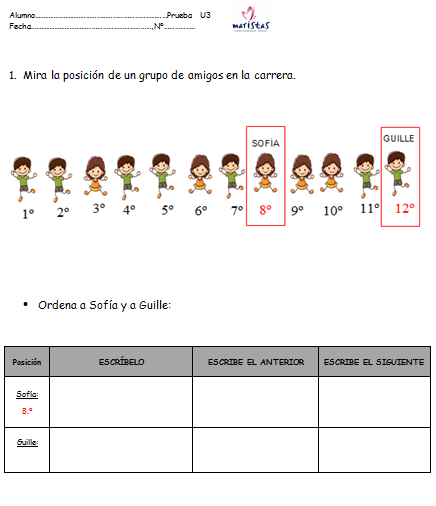 Alumno............................................................Prueba U3
Fecha........................................................,Nº...............
maristas
1. Mira la posición de un grupo de amigos en la carrera.
SOFÍA
GUILLE
1º 2º 3º 4º 5º 6º 7º 8º 9º 10º 11º 12º
• Ordena a Sofía y a Guille:
Posición ESCRÍBELO ESCRIBE EL ANTERIOR ESCRIBE EL SIGUIENTE
Sofía:
8.º
Guille: